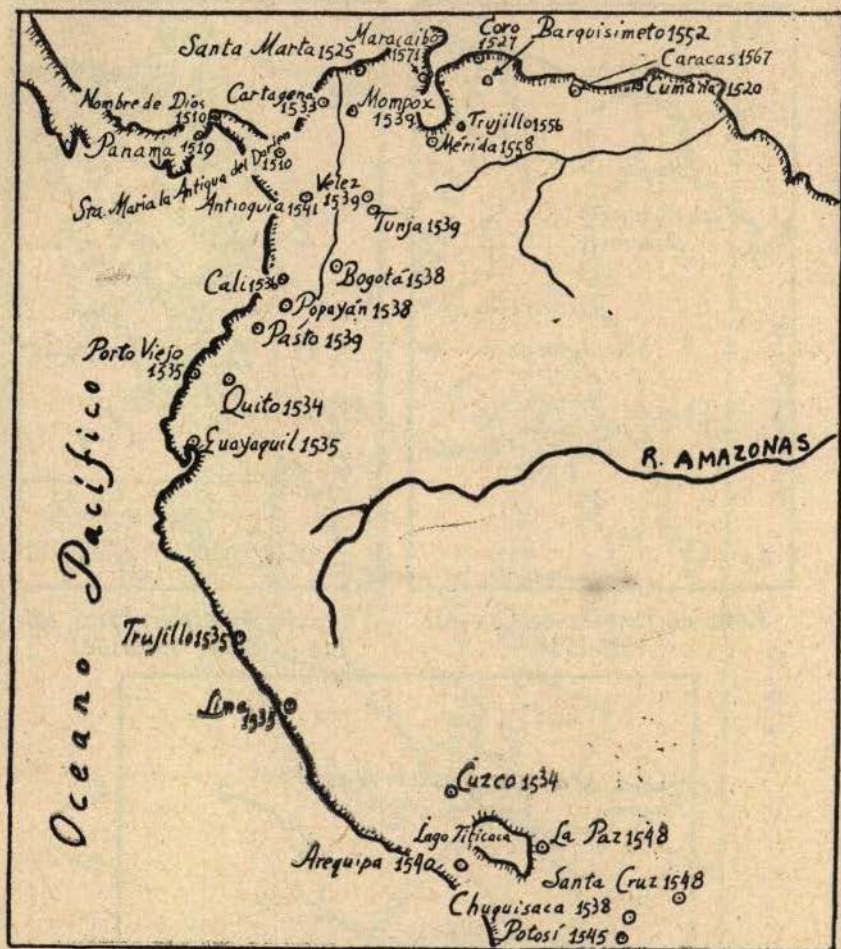 Coro
1527
Barquisimeto 1552
Maracaibo
1571
Santa Marta 1525
Caracas 1567
Cumaná 1520
Nombre de Dios
1510
Cartagena
1533
Mompox
1539
Trujillo 1556
Mérida 1558
Panama 1519
Sta. Maria la Antigua del Darien
1510
Antioquia 1541
Velez
1539
Tunja 1539
Cali 1536
Bogotá 1538
Popayán 1538
Pasto 1539
Porto Viejo
1535
Quito 1534
Guayaquil 1535
R. AMAZONAS
Oceano Pacífico
Trujillo 1535
Lima
1535
Cuzco 1534
Lago Titicaca
La Paz 1548
Arequipa 1540
Santa Cruz 1548
Chuquisaca 1538
Potosí 1545